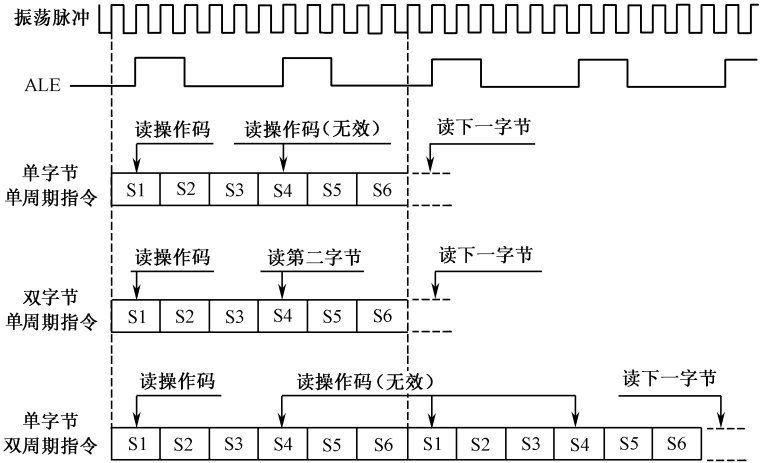 振荡脉冲
ALE
读操作码 读操作码(无效) 读下一字节
单字节
单周期指令
S1 S2 S3 S4 S5 S6
读操作码 读第二字节 读下一字节
双字节
单周期指令
S1 S2 S3 S4 S5 S6
读操作码 读操作码(无效) 读下一字节
单字节
双周期指令
S1 S2 S3 S4 S5 S6 S1 S2 S3 S4 S5 S6